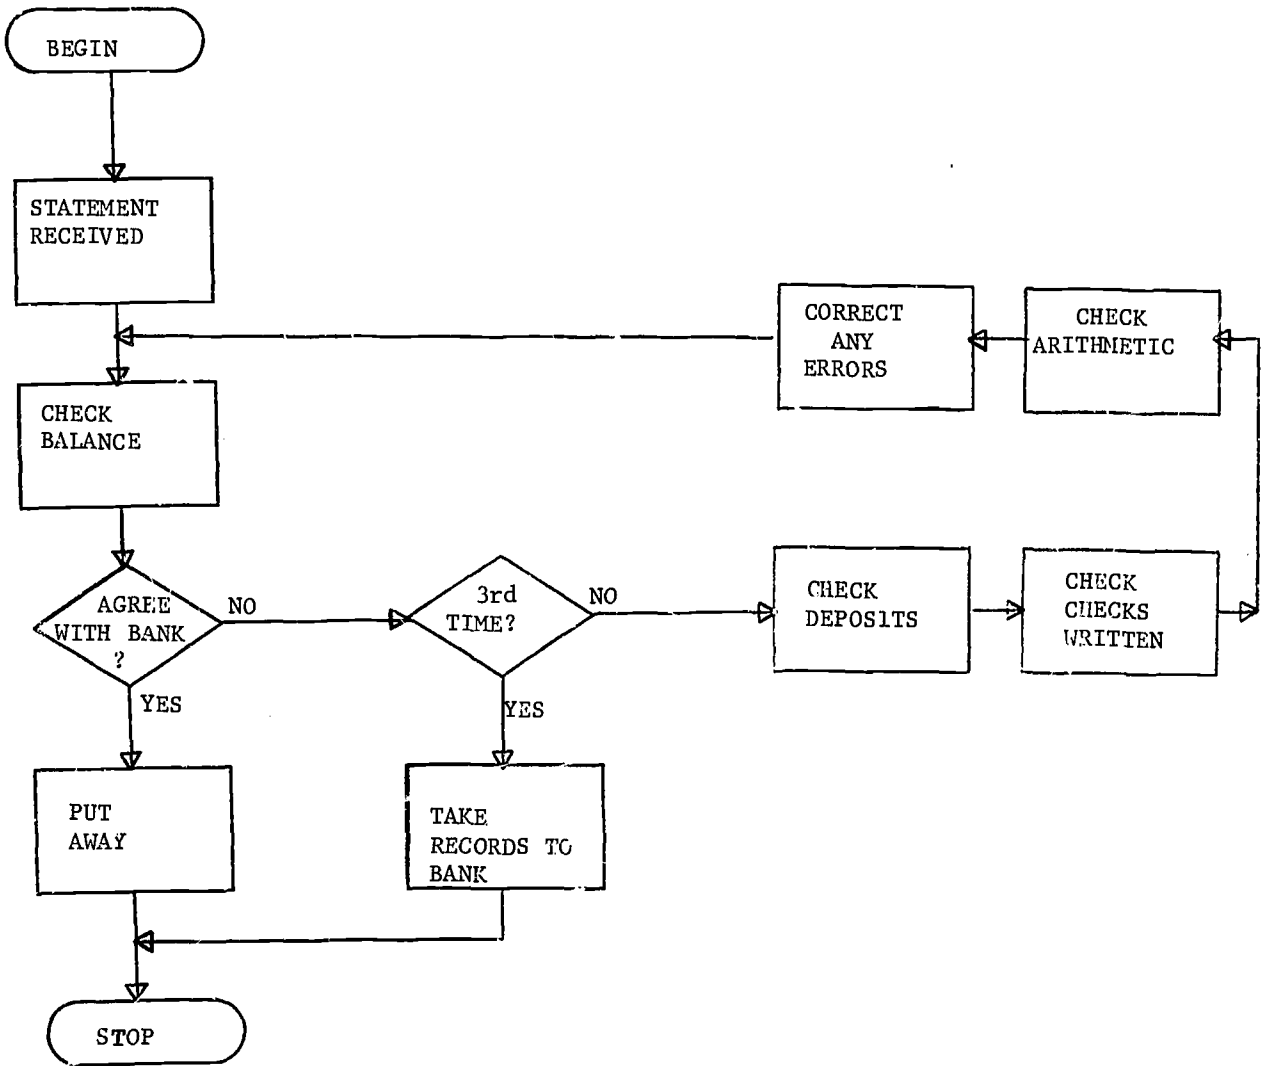 BEGIN
STATEMENT
RECEIVED
CORRECT
ANY
ERRORS
CHECK
ARITHMETIC
CHECK
BALANCE
AGREE
WITH BANK
?
NO
3rd
TIME?
NO
CHECK
DEPOSITS
CHECK
CHECKS
WRITTEN
YES
YES
PUT
AWAY
TAKE
RECORDS TO
BANK
STOP